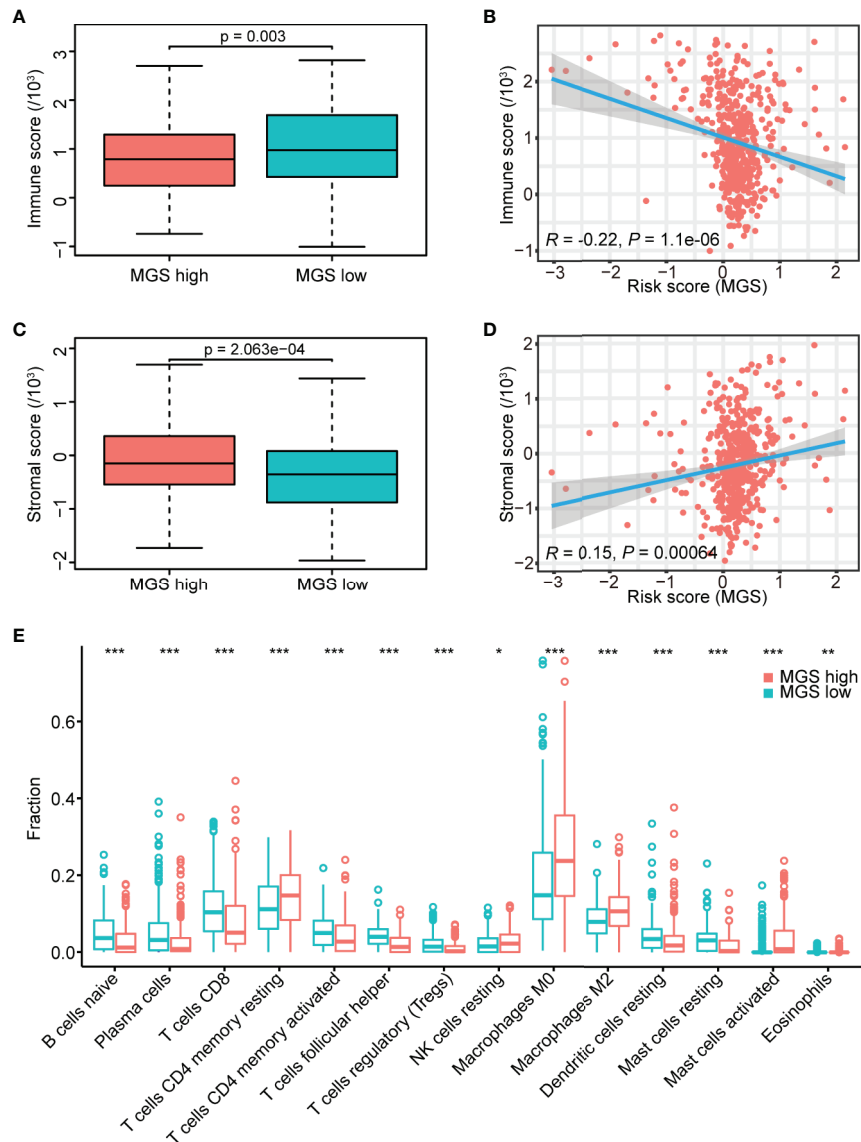 A
p = 0.003
Immune score (/10³)
3
2
1
0
−1
MGS high
MGS low
B
Immune score (/10³)
2
1
0
−1
R = -0.22, P = 1.1e-06
−3
−2
−1
0
1
2
Risk score (MGS)
C
p = 2.063e−04
Stromal score (/10³)
2
1
0
−1
−2
MGS high
MGS low
D
Stromal score (/10³)
2
1
0
−1
−2
R = 0.15, P = 0.00064
−3
−2
−1
0
1
2
Risk score (MGS)
E
*** *** *** *** *** *** *** * *** *** *** *** *** **
MGS high
MGS low
Fraction
0.6
0.4
0.2
0.0
B cells naive
Plasma cells
T cells CD8
T cells CD4 memory resting
T cells CD4 memory activated
T cells follicular helper
T cells regulatory (Tregs)
NK cells resting
Macrophages M0
Macrophages M2
Dendritic cells resting
Mast cells resting
Mast cells activated
Eosinophils